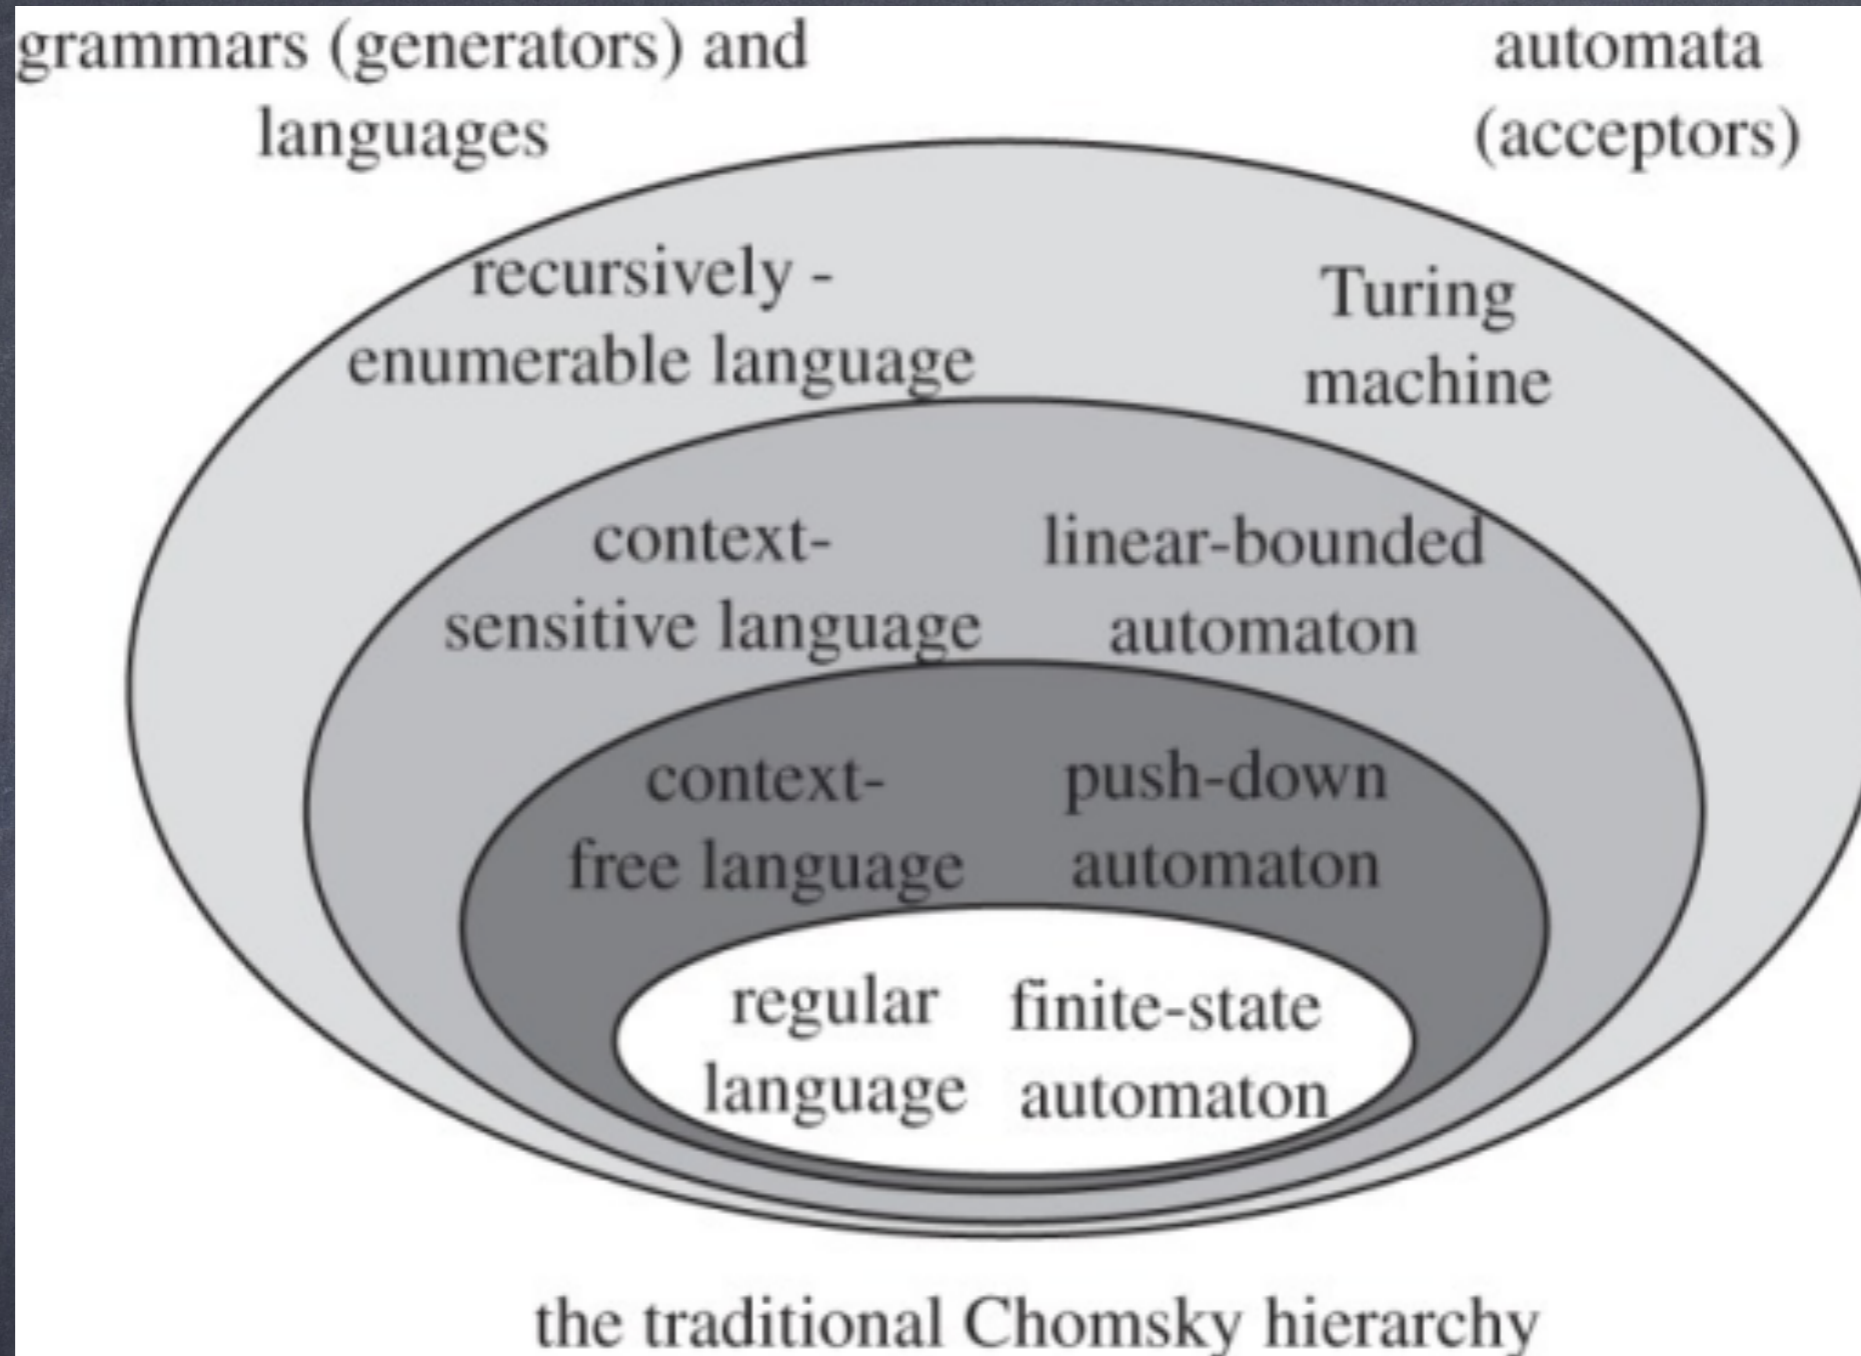 grammars (generators) and
languages
automata
(acceptors)
recursively -
enumerable language
Turing
machine
context-
sensitive language
linear-bounded
automaton
context-
free language
push-down
automaton
regular
language
finite-state
automaton
the traditional Chomsky hierarchy